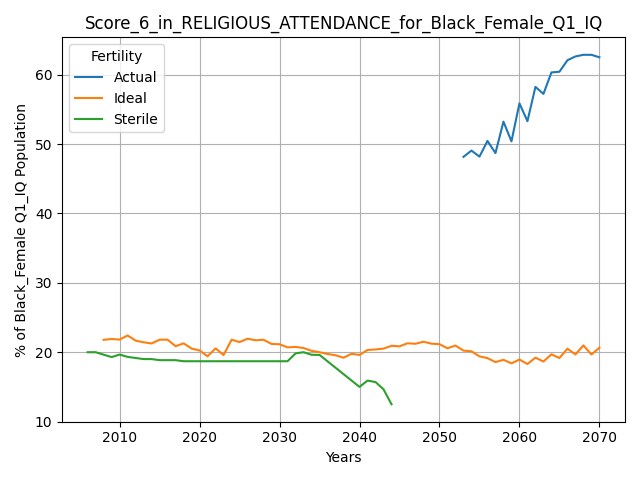 Score_6_in_RELIGIOUS_ATTENDANCE_for_Black_Female_Q1_IQ
Fertility
Actual
Ideal
Sterile
% of Black_Female Q1_IQ Population
60
50
40
30
20
10
2010 2020 2030 2040 2050 2060 2070
Years